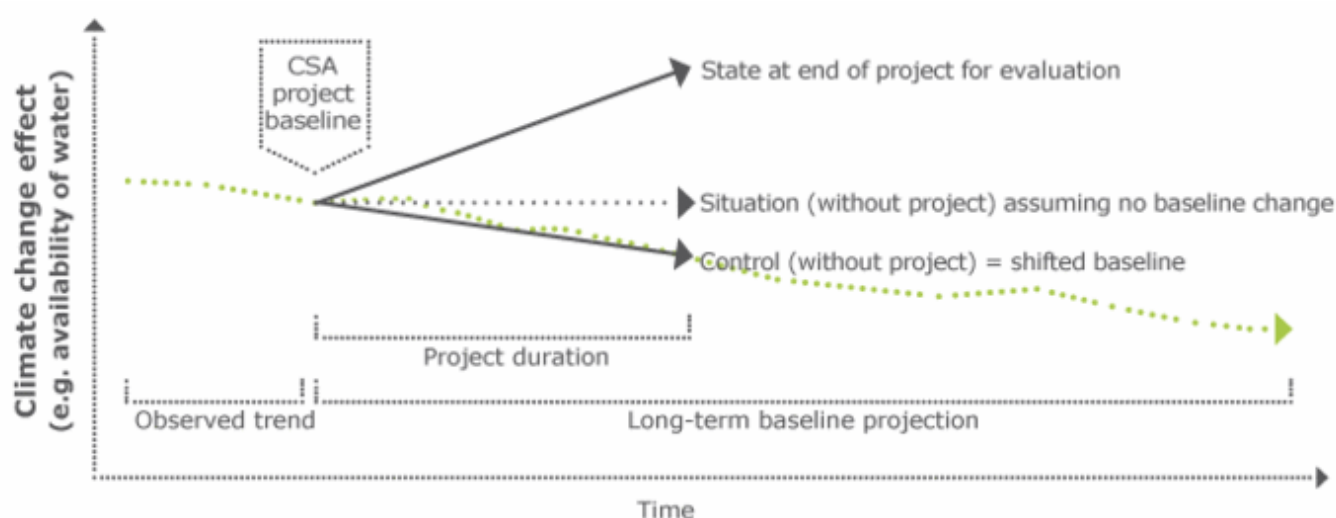 Climate change effect
(e.g. availability of water)
CSA
project
baseline
State at end of project for evaluation
Situation (without project) assuming no baseline change
Control (without project) = shifted baseline
Project duration
Observed trend
Long-term baseline projection
Time